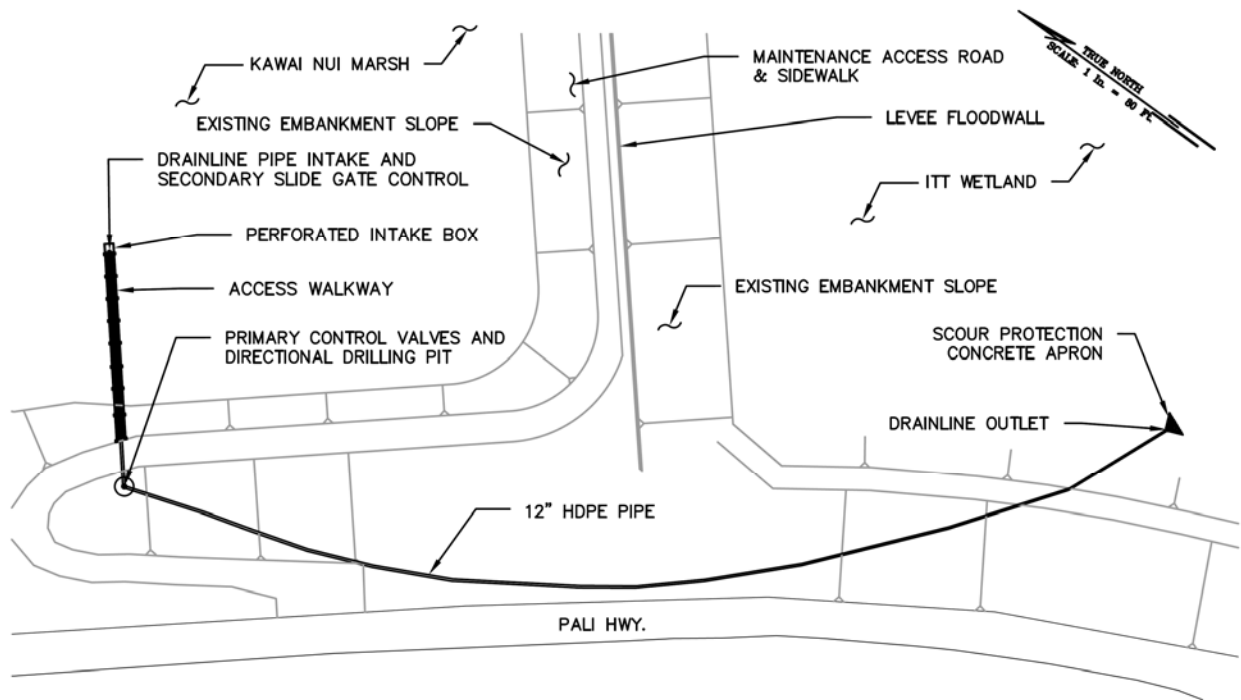 KAWAI NUI MARSH
MAINTENANCE ACCESS ROAD
& SIDEWALK
TRUE NORTH
SCALE: 1 in. = 80 Ft.
EXISTING EMBANKMENT SLOPE
LEVEE FLOODWALL
DRAINLINE PIPE INTAKE AND
SECONDARY SLIDE GATE CONTROL
ITT WETLAND
PERFORATED INTAKE BOX
ACCESS WALKWAY
EXISTING EMBANKMENT SLOPE
PRIMARY CONTROL VALVES AND
DIRECTIONAL DRILLING PIT
SCOUR PROTECTION
CONCRETE APRON
DRAINLINE OUTLET
12" HDPE PIPE
PALI HWY.